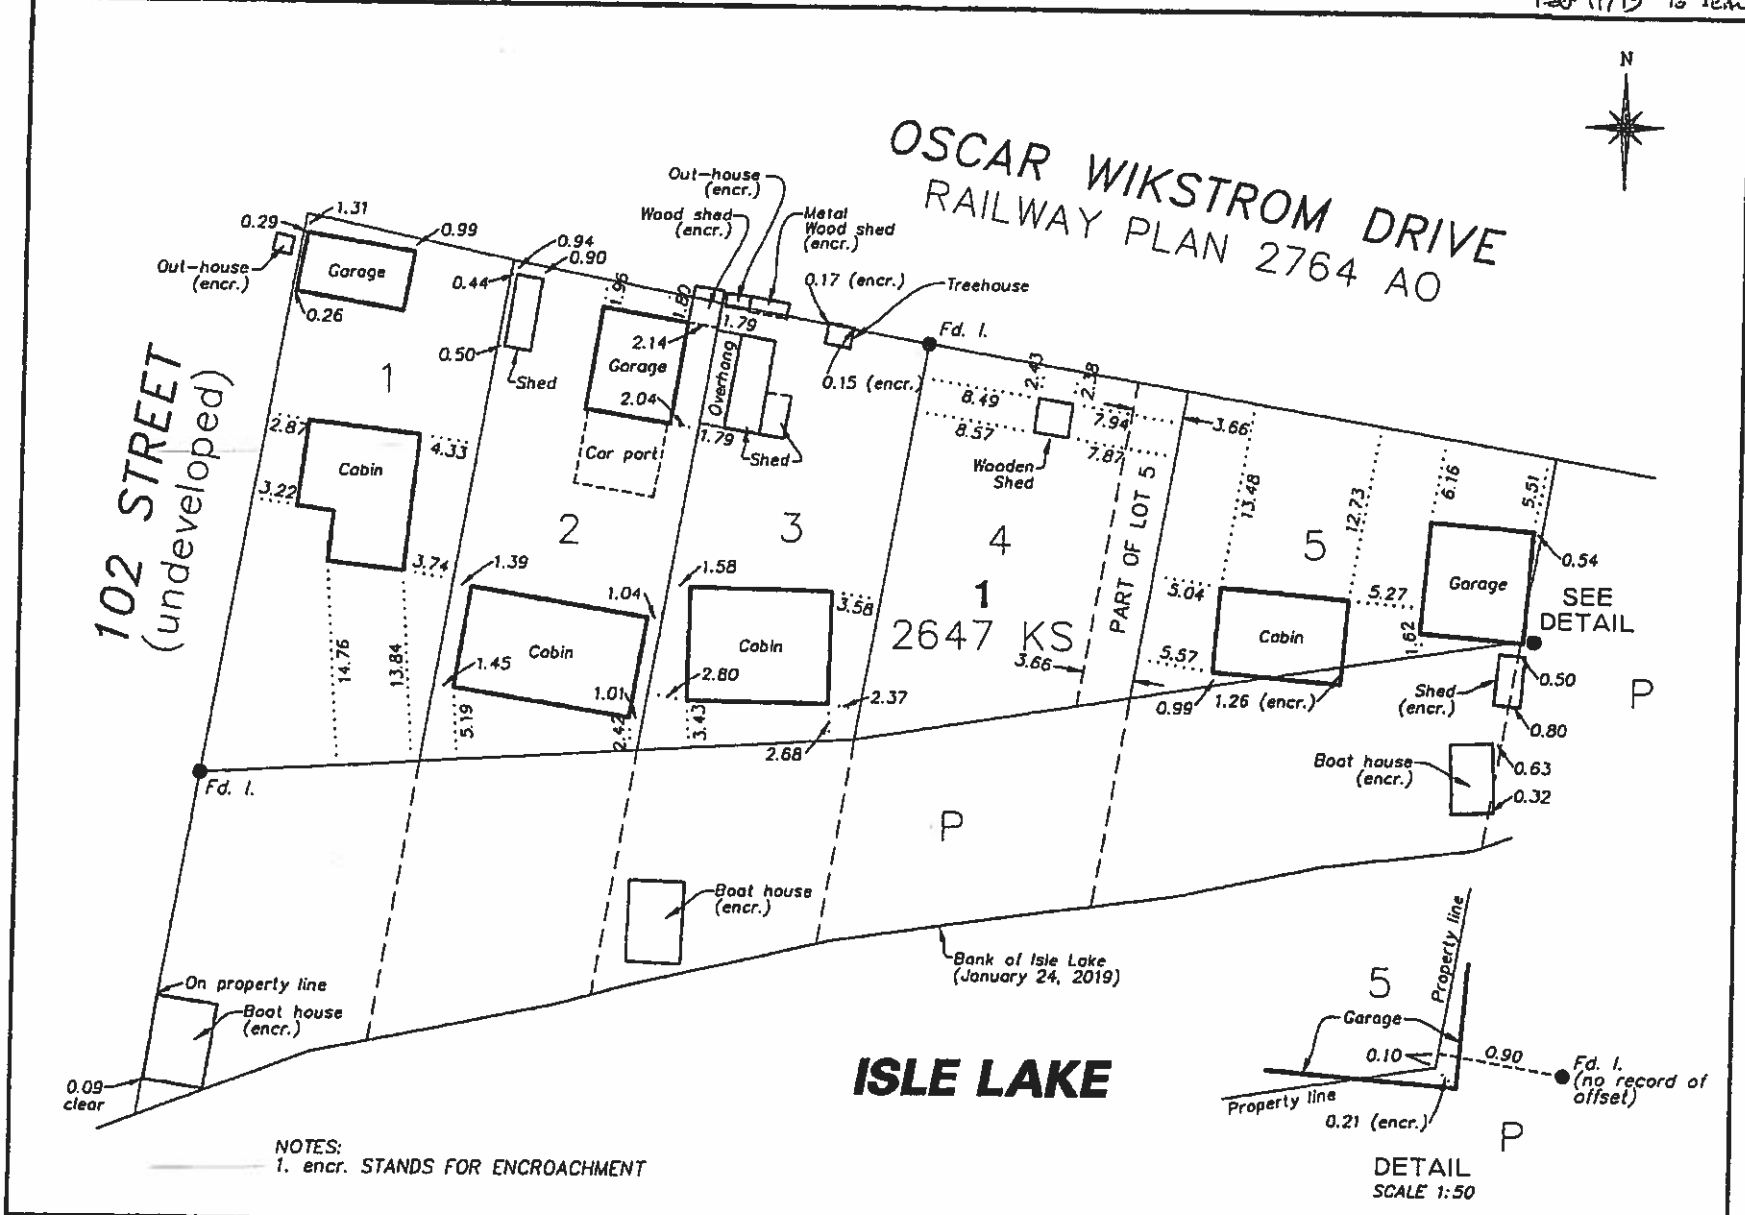 N
OSCAR WIKSTROM DRIVE
RAILWAY PLAN 2764 AO
Out-house
(encr.)
Wood shed
(encr.)
Metal
Wood shed
(encr.)
0.17 (encr.)
Treehouse
0.15 (encr.)
Fd. I.
0.29
1.31
0.99
0.94
0.90
0.44
Out-house
(encr.)
Garage
0.26
0.50
Shed
1
1.96
1.80
1.79
2.14
Garage
2.04
Overhang
1.79
Car port
Shed
102 STREET
(undeveloped)
2.87
4.33
Cabin
3.22
3.74
14.76
13.84
2
1.39
1.04
Cabin
1.45
1.01
5.19
2.42
3
1.58
3.58
Cabin
2.80
3.43
2.37
2.68
2.43
2.38
8.49
7.94
8.57
7.87
3.66
Wooden
Shed
4
1
2647 KS
3.66
PART OF LOT 5
13.48
12.73
6.16
5.51
5
5.04
5.27
Cabin
5.57
0.99
1.26 (encr.)
1.62
Garage
0.54
SEE
DETAIL
Shed
(encr.)
0.50
0.80
P
Boat house
(encr.)
0.63
0.32
Fd. I.
P
Boat house
(encr.)
Bank of Isle Lake
(January 24, 2019)
On property line
Boat house
(encr.)
0.09
clear
ISLE LAKE
5
Property line
Garage
0.10
0.90
Fd. I.
(no record of
offset)
Property line
0.21 (encr.)
P
DETAIL
SCALE 1:50
NOTES:
1. encr. STANDS FOR ENCROACHMENT